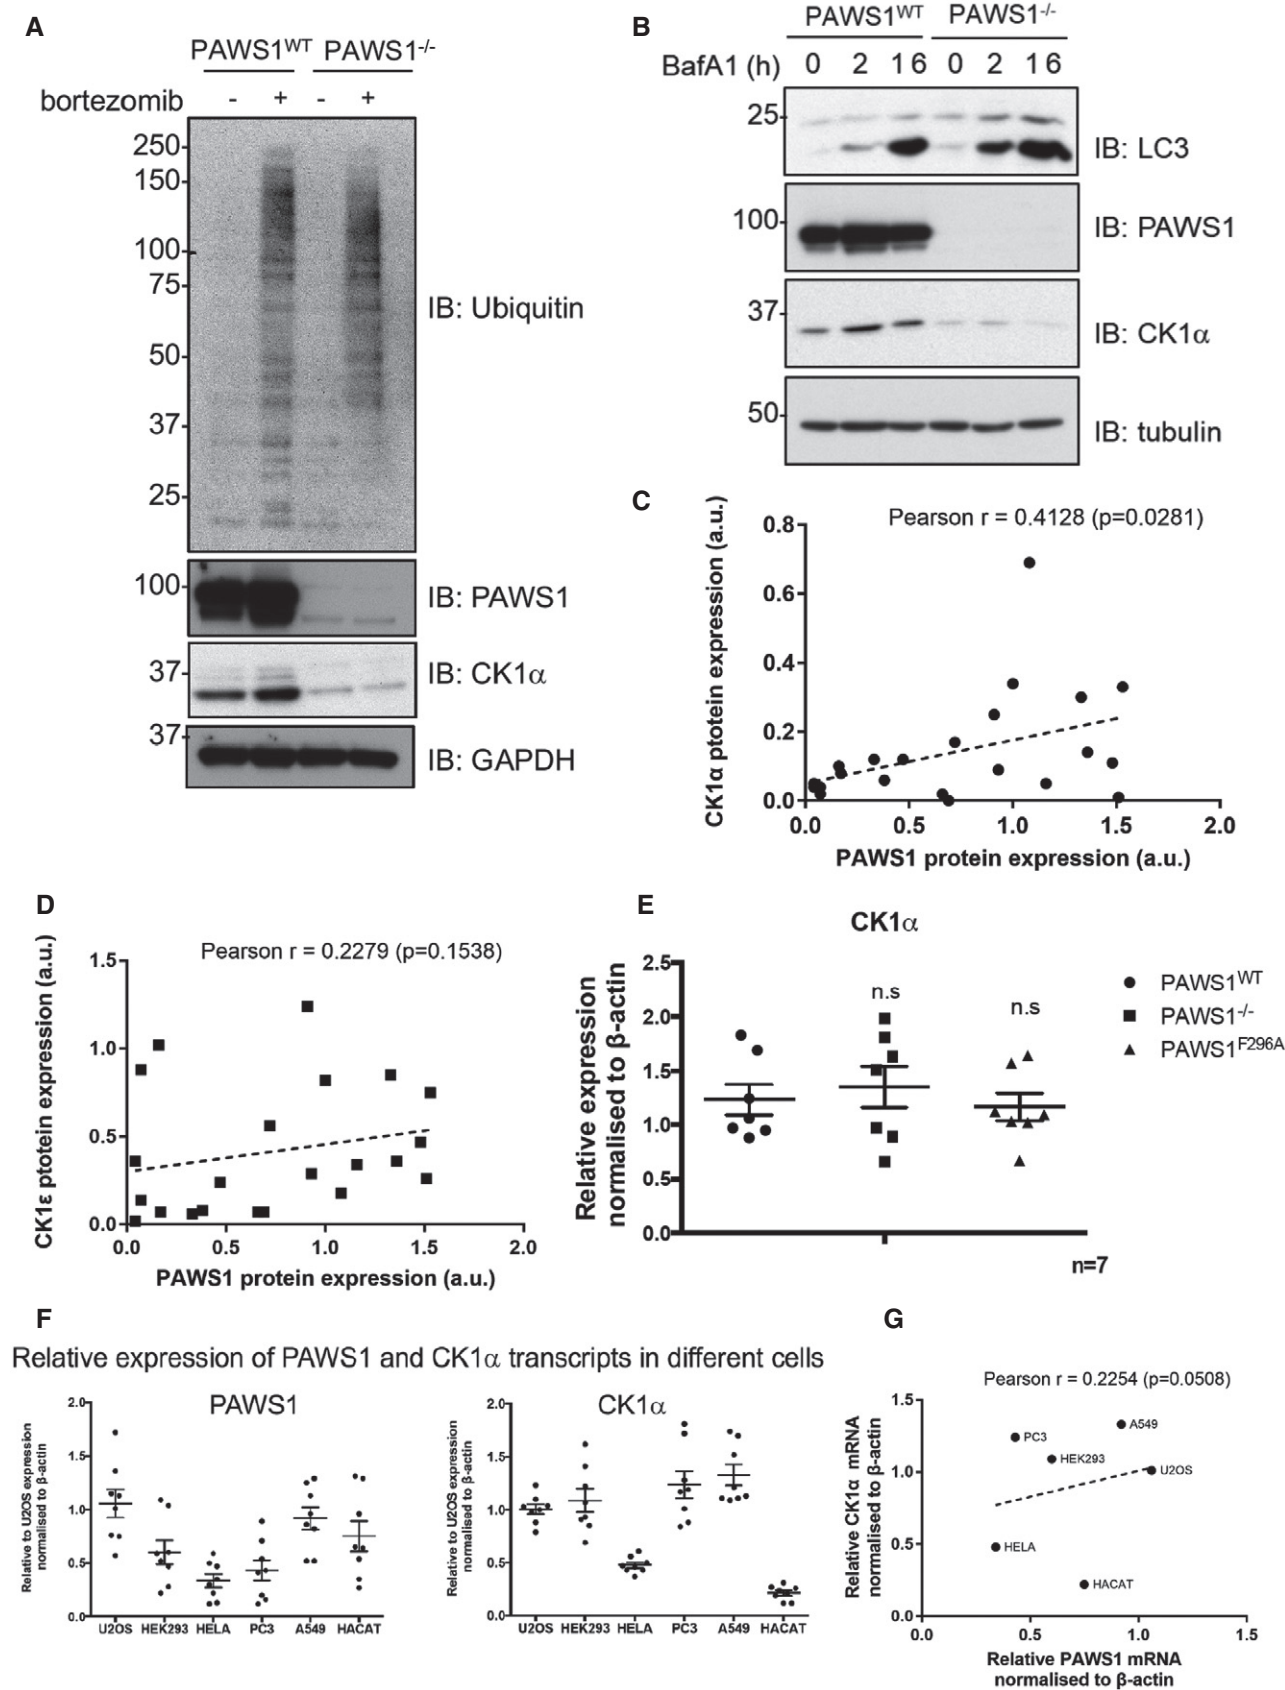 A
PAWS1WT PAWS1-/-
bortezomib - + - +
250
150
100
75
50
37
25
IB: Ubiquitin
100
IB: PAWS1
37
IB: CK1α
37
IB: GAPDH
B
PAWS1WT PAWS1-/-
BafA1 (h) 0 2 16 0 2 16
25
IB: LC3
100
IB: PAWS1
37
IB: CK1α
50
IB: tubulin
C
Pearson r = 0.4128 (p=0.0281)
CK1α ptotein expression (a.u.)
0.8
0.6
0.4
0.2
0.0
0.0 0.5 1.0 1.5 2.0
PAWS1 protein expression (a.u.)
D
Pearson r = 0.2279 (p=0.1538)
CK1ε ptotein expression (a.u.)
1.5
1.0
0.5
0.0
0.0 0.5 1.0 1.5 2.0
PAWS1 protein expression (a.u.)
E
CK1α
Relative expression
normalised to β-actin
2.5
2.0
1.5
1.0
0.5
0.0
n.s
n.s
PAWS1WT
PAWS1-/-
PAWS1F296A
n=7
F
Relative expression of PAWS1 and CK1α transcripts in different cells
PAWS1
Relative to U2OS expression
normalised to β-actin
2.0
1.5
1.0
0.5
0.0
U2OS HEK293 HELA PC3 A549 HACAT
CK1α
Relative to U2OS expression
normalised to β-actin
2.0
1.5
1.0
0.5
0.0
U2OS HEK293 HELA PC3 A549 HACAT
G
Pearson r = 0.2254 (p=0.0508)
Relative CK1α mRNA
normalised to β-actin
1.5
1.0
0.5
0.0
A549
PC3
HEK293
U2OS
HELA
HACAT
0.0 0.5 1.0 1.5
Relative PAWS1 mRNA
normalised to β-actin